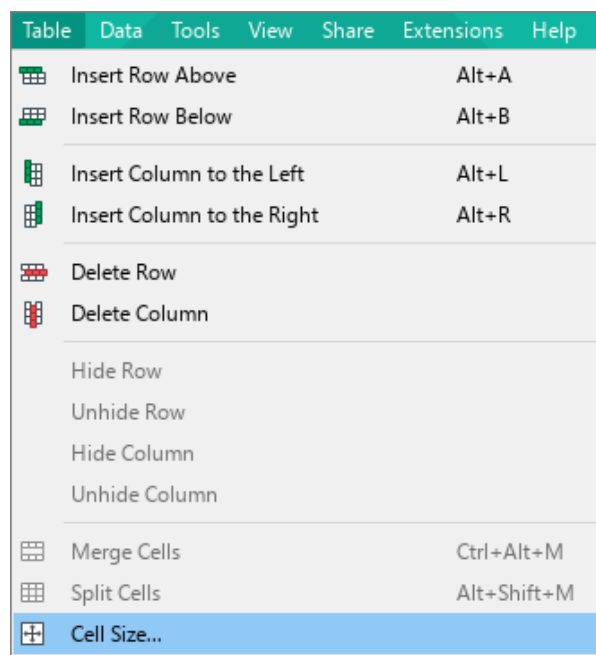 Table Data Tools View Share Extensions Help
Insert Row Above Alt+A
Insert Row Below Alt+B
Insert Column to the Left Alt+L
Insert Column to the Right Alt+R
Delete Row
Delete Column
Hide Row
Unhide Row
Hide Column
Unhide Column
Merge Cells Ctrl+Alt+M
Split Cells Alt+Shift+M
Cell Size...